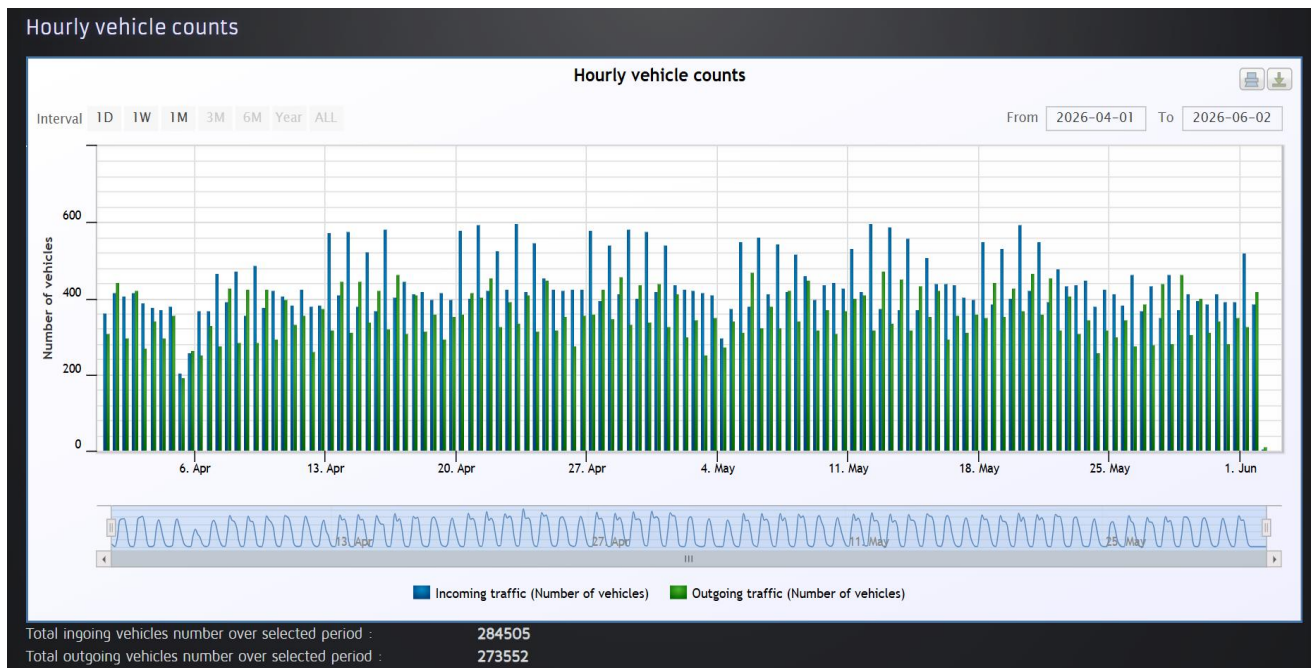 Hourly vehicle counts
Hourly vehicle counts
Interval 1D 1W 1M 3M 6M Year ALL From 2026-04-01 To 2026-06-02
Number of vehicles
600
400
200
0
6. Apr 13. Apr 20. Apr 27. Apr 4. May 11. May 18. May 25. May 1. Jun
13. Apr 27. Apr 11. May 25. May
Incoming traffic (Number of vehicles) Outgoing traffic (Number of vehicles)
Total ingoing vehicles number over selected period : 284505
Total outgoing vehicles number over selected period : 273552